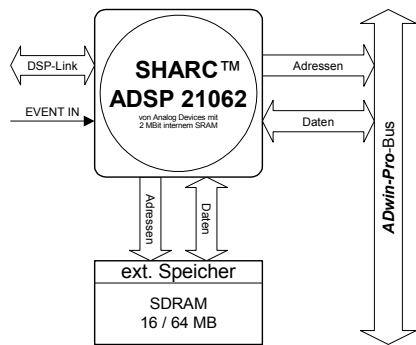 DSP-Link
EVENT IN
SHARC™
ADSP 21062
von Analog Devices mit
2 MBit internem SRAM
Adressen
Daten
ADwin-Pro-Bus
Adressen
Daten
ext. Speicher
SDRAM
16 / 64 MB